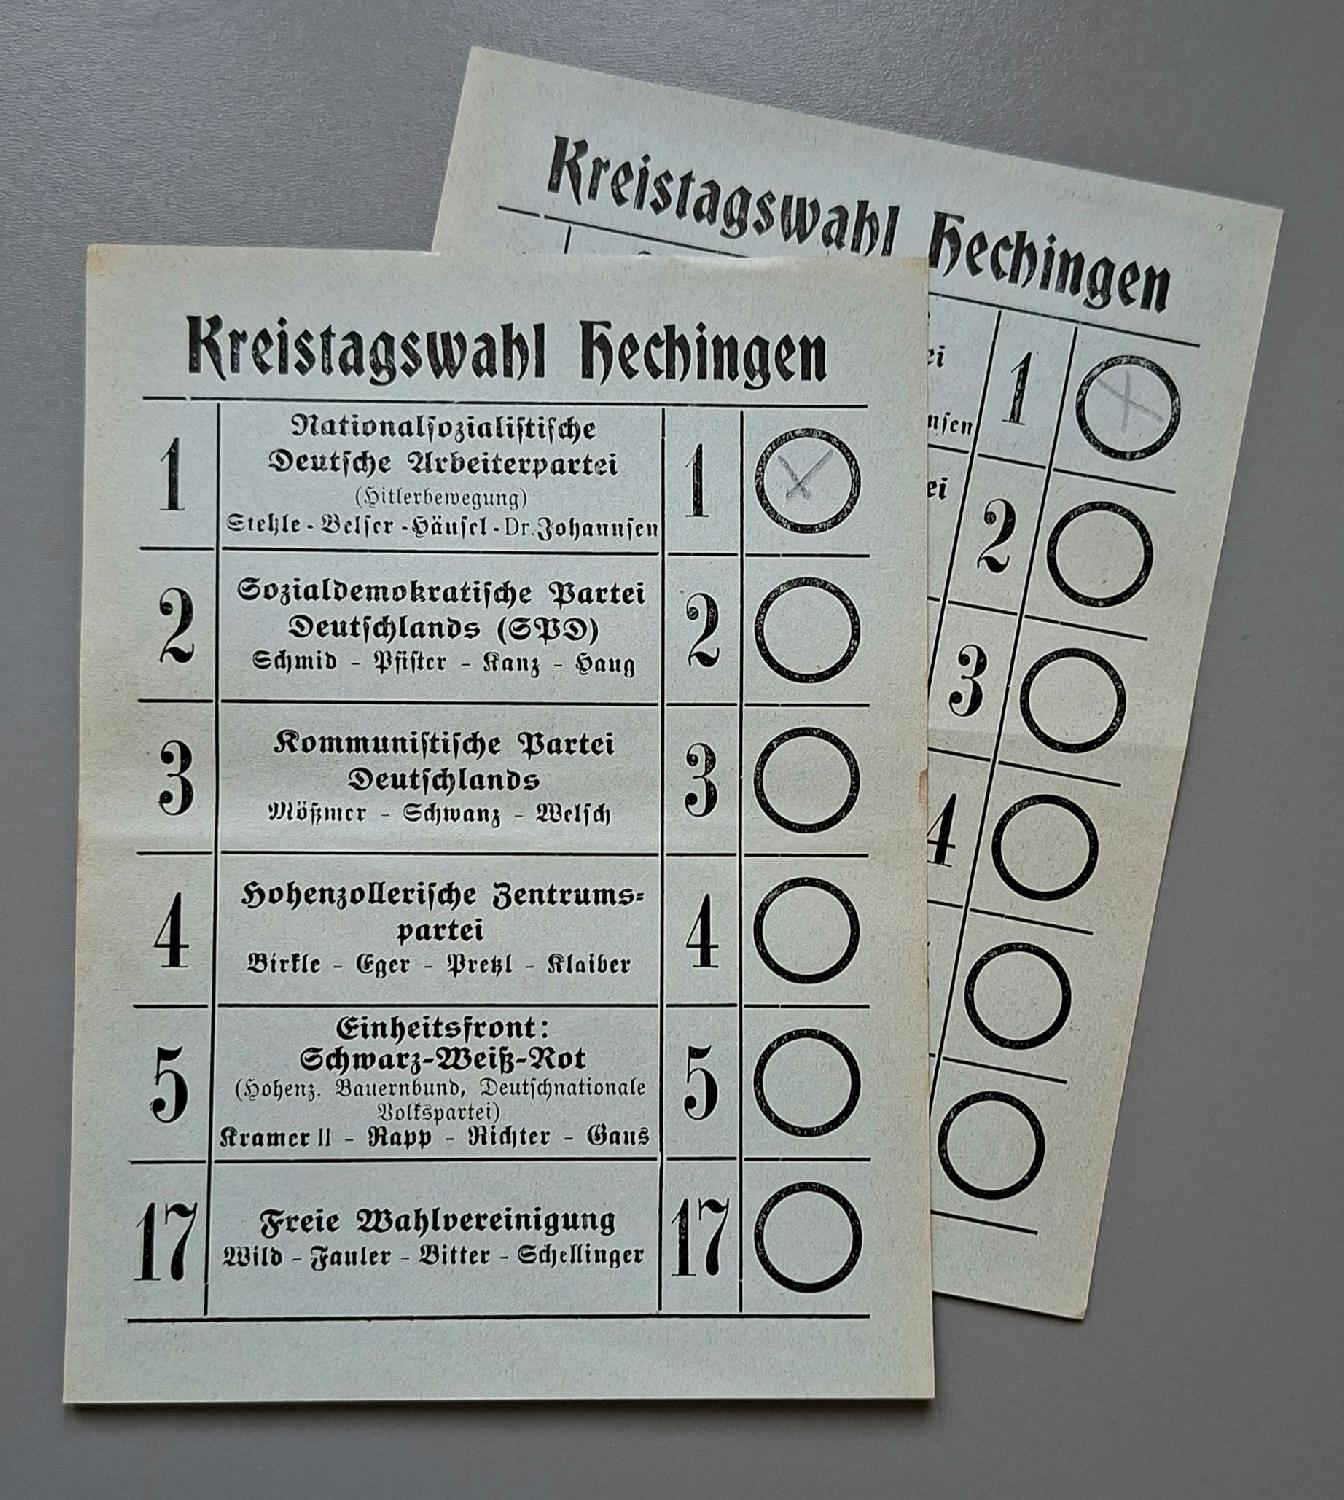 Kreistagswahl Hechingen
1 Nationalsozialistische 1
Deutsche Arbeiterpartei
(Hitlerbewegung)
Stehle - Belser - Häusel - Dr. Johannsen
2 Sozialdemokratische Partei 2
Deutschlands (SPD)
Schmid - Pfister - Kanz - Haug
3 Kommunistische Partei 3
Deutschlands
Mößmer - Schwanz - Welsch
4 Hohenzollerische Zentrums-
partei 4
Birkle - Eger - Pretzl - Klaiber
5 Einheitsfront: 5
Schwarz-Weiß-Rot
(Hohenz. Bauernbund, Deutschnationale
Volkspartei)
Kramer II - Rapp - Richter - Gaus
17 Freie Wahlvereinigung 17
Wild - Fauler - Bitter - Schellinger
Kreistagswahl Hechingen
ei 1
nsen
ei 2
3
4